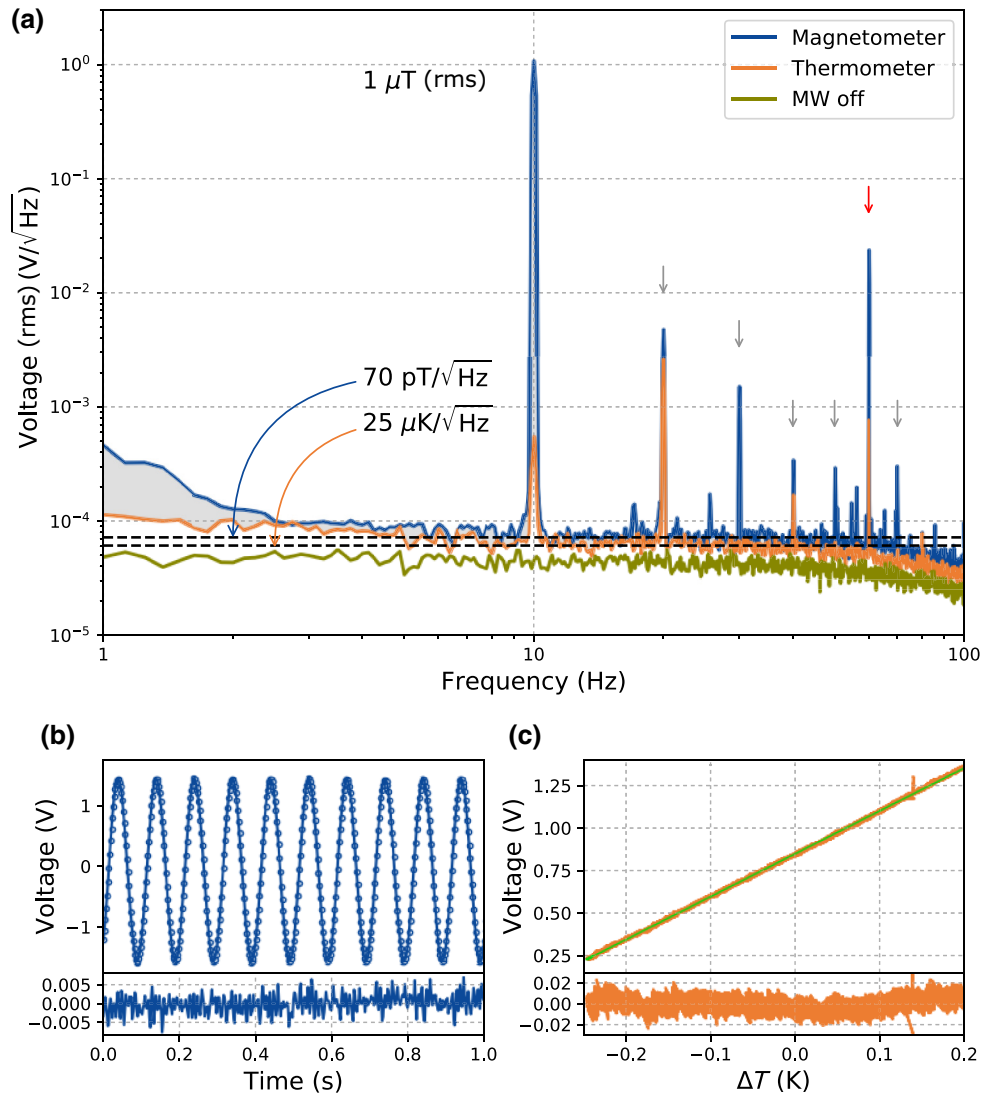 (a)
Magnetometer
Thermometer
MW off
1 μT (rms)
70 pT/√Hz
25 μK/√Hz
Voltage (rms) (V/√Hz)
10⁰
10⁻¹
10⁻²
10⁻³
10⁻⁴
10⁻⁵
1 10 100
Frequency (Hz)
(b)
Voltage (V)
1
0
−1
0.005
0.000
−0.005
0.0 0.2 0.4 0.6 0.8 1.0
Time (s)
(c)
Voltage (V)
1.25
1.00
0.75
0.50
0.25
0.02
0.00
−0.02
−0.2 −0.1 0.0 0.1 0.2
ΔT (K)